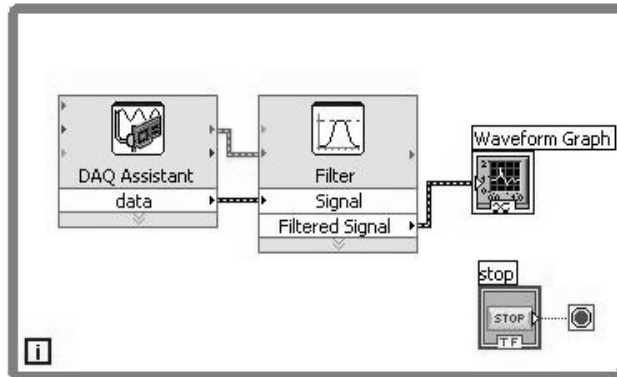 Waveform Graph
DAQ Assistant
Filter
data
Signal
Filtered Signal
stop
STOP
TF
i